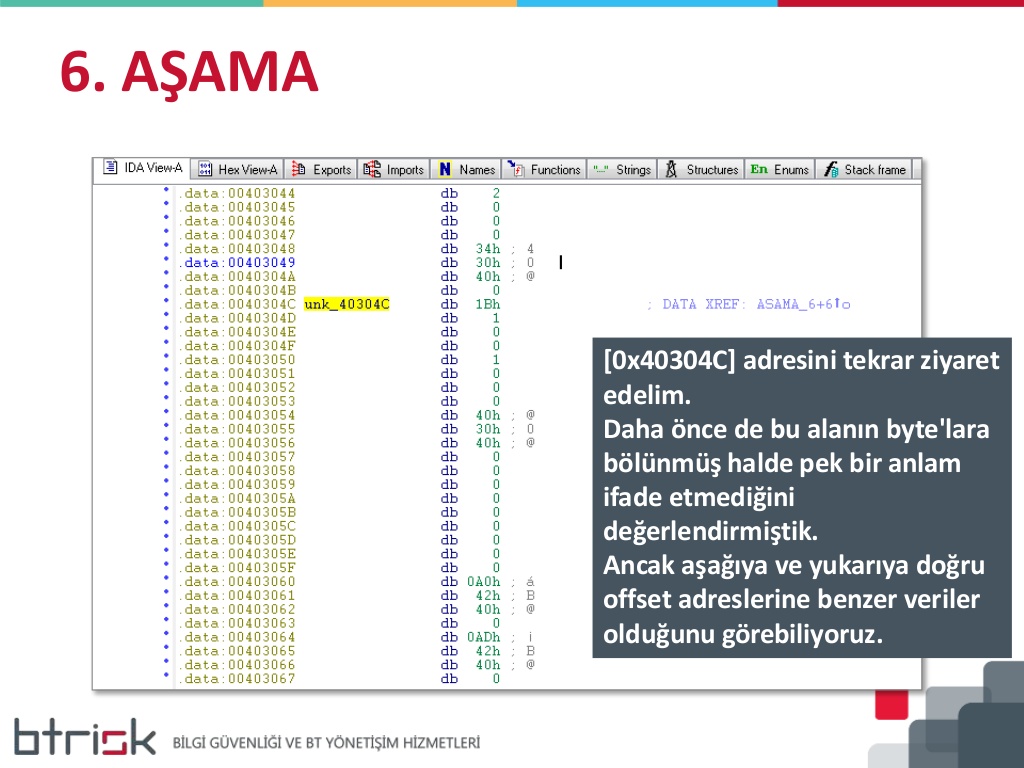 6. AŞAMA
IDA View-A Hex View-A Exports Imports N Names Functions "..." Strings Structures En Enums Stack frame
.data:00403044 db 2
.data:00403045 db 0
.data:00403046 db 0
.data:00403047 db 0
.data:00403048 db 34h ; 4
.data:00403049 db 30h ; 0
.data:0040304A db 40h ; @
.data:0040304B db 0
.data:0040304C unk_40304C db 1Bh ; DATA XREF: ASAMA_6+6↑o
.data:0040304D db 1
.data:0040304E db 0
.data:0040304F db 0
.data:00403050 db 1
.data:00403051 db 0
.data:00403052 db 0
.data:00403053 db 0
.data:00403054 db 40h ; @
.data:00403055 db 30h ; 0
.data:00403056 db 40h ; @
.data:00403057 db 0
.data:00403058 db 0
.data:00403059 db 0
.data:0040305A db 0
.data:0040305B db 0
.data:0040305C db 0
.data:0040305D db 0
.data:0040305E db 0
.data:0040305F db 0
.data:00403060 db 0A0h ; á
.data:00403061 db 42h ; B
.data:00403062 db 40h ; @
.data:00403063 db 0
.data:00403064 db 0ADh ; ¡
.data:00403065 db 42h ; B
.data:00403066 db 40h ; @
.data:00403067 db 0
[0x40304C] adresini tekrar ziyaret
edelim.
Daha önce de bu alanın byte'lara
bölünmüş halde pek bir anlam
ifade etmediğini
değerlendirmiştik.
Ancak aşağıya ve yukarıya doğru
offset adreslerine benzer veriler
olduğunu görebiliyoruz.
btrisk BİLGİ GÜVENLİĞİ VE BT YÖNETİŞİM HİZMETLERİ